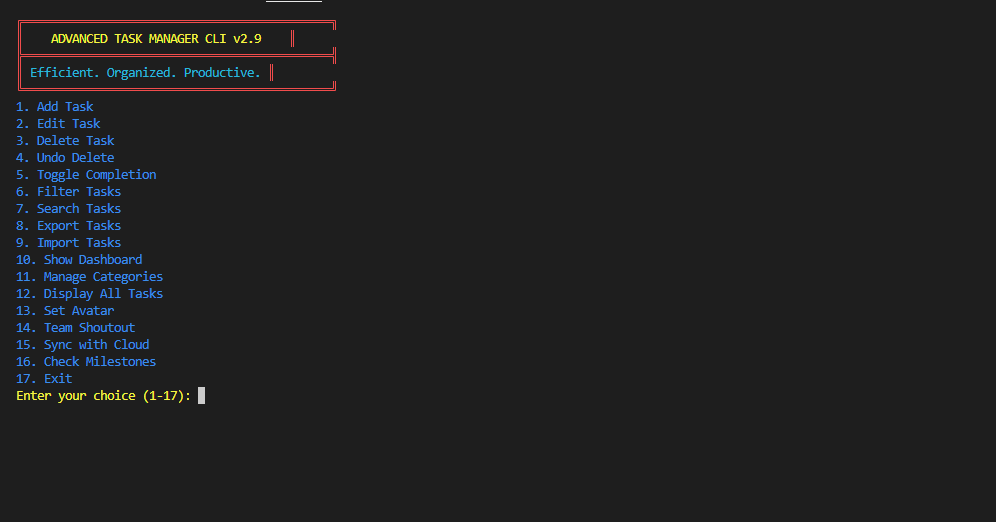 ADVANCED TASK MANAGER CLI v2.9
Efficient. Organized. Productive.
1. Add Task
2. Edit Task
3. Delete Task
4. Undo Delete
5. Toggle Completion
6. Filter Tasks
7. Search Tasks
8. Export Tasks
9. Import Tasks
10. Show Dashboard
11. Manage Categories
12. Display All Tasks
13. Set Avatar
14. Team Shoutout
15. Sync with Cloud
16. Check Milestones
17. Exit
Enter your choice (1-17):